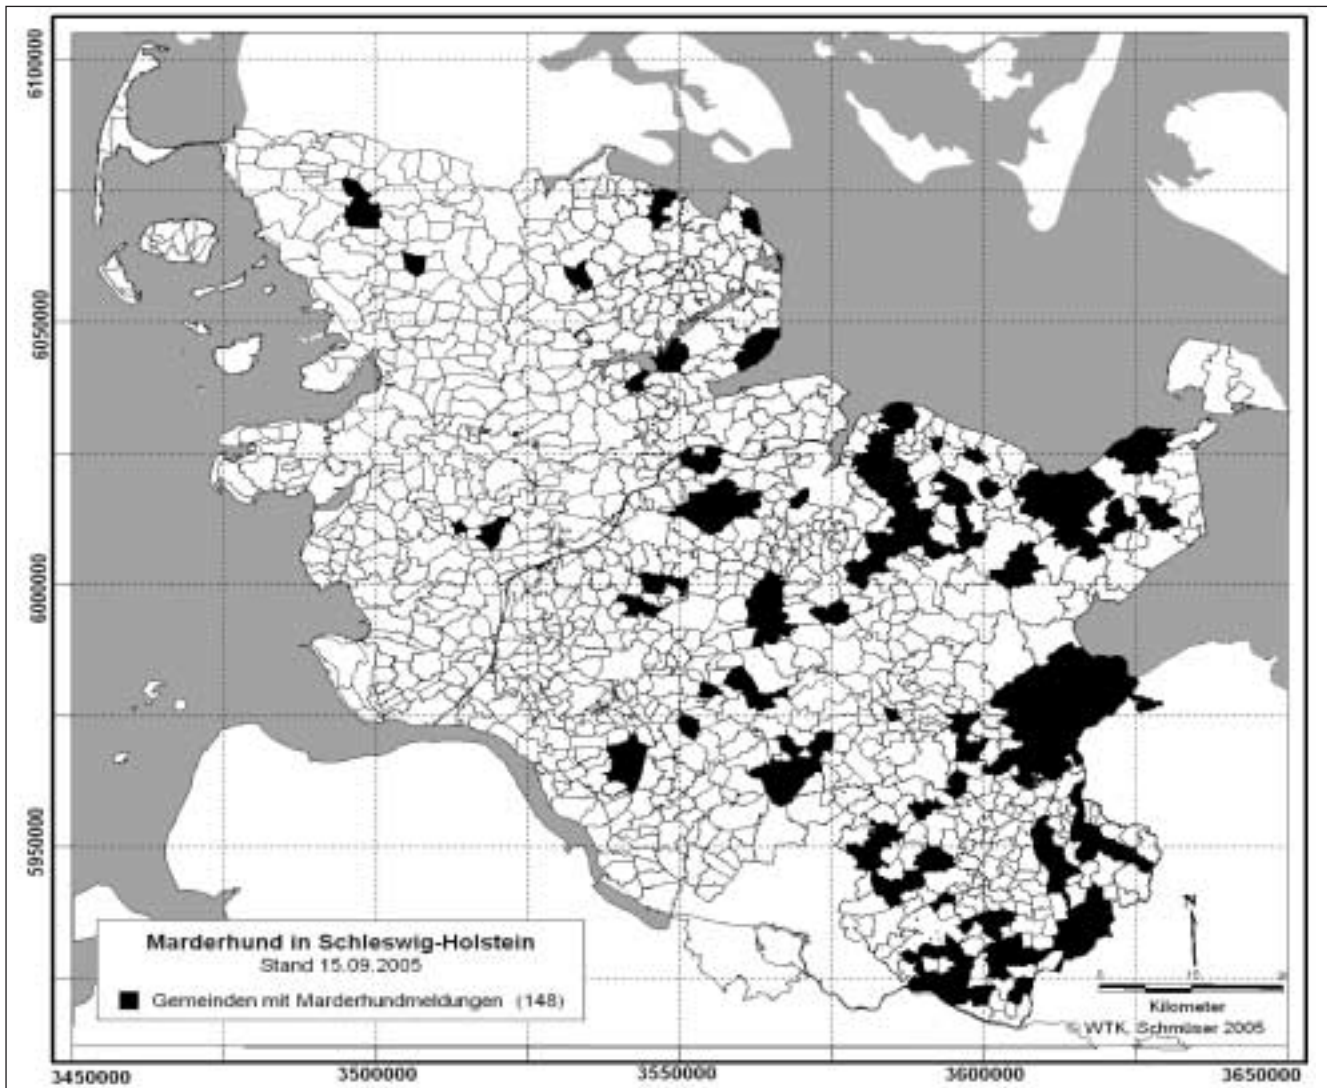 6100000
6050000
6000000
5950000
Marderhund in Schleswig-Holstein
Stand 15.09.2005
Gemeinden mit Marderhundmeldungen (148)
N
Kilometer
© WTK, Schmüser 2005
3450000 3500000 3550000 3600000 3650000